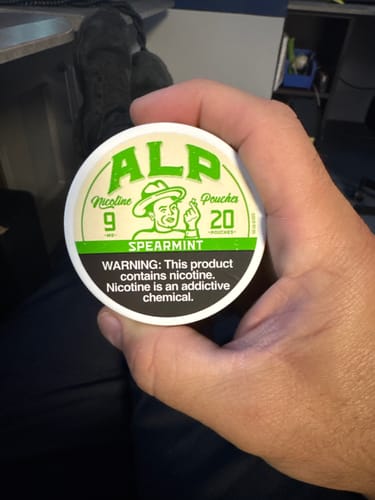 ALP
Nicotine Pouches
9 20
-MG- -POUCHES-
SPEARMINT
WARNING: This product
contains nicotine.
Nicotine is an addictive
chemical.